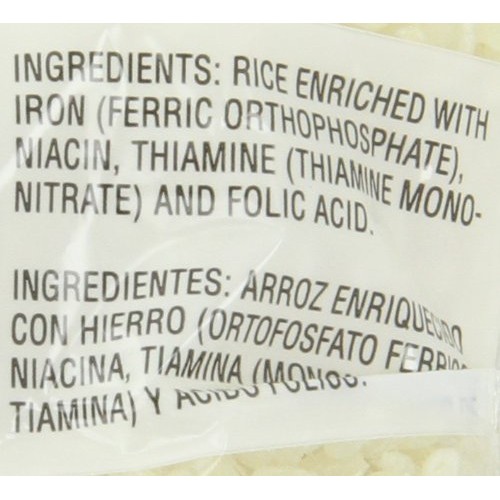 INGREDIENTS: RICE ENRICHED WITH
IRON (FERRIC ORTHOPHOSPHATE),
NIACIN, THIAMINE (THIAMINE MONO-
NITRATE) AND FOLIC ACID.
INGREDIENTES: ARROZ ENRIQUECIDO
CON HIERRO (ORTOFOSFATO
NIACINA, TIAMINA
TIAMINA) Y